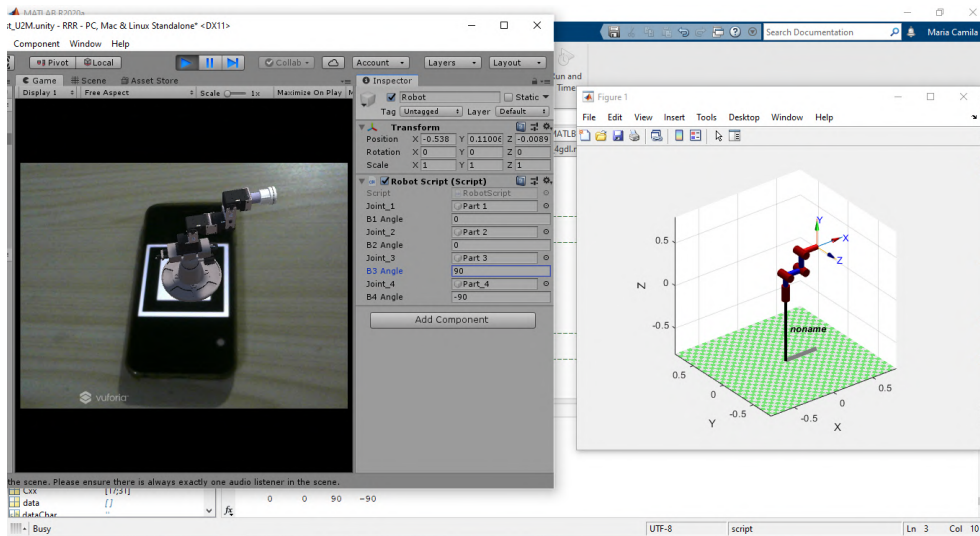 MATLAB R2020a
st_U2M.unity - RRR - PC, Mac & Linux Standalone* <DX11>
Component Window Help
Pivot Local Collab Account Layers Layout
Game Scene Asset Store
Display 1 Free Aspect Scale 1x Maximize On Play M
vuforia
Inspector
Robot Static
Tag Untagged Layer Default
Transform
Position X -0.538 Y 0.11006 Z -0.0089
Rotation X 0 Y 0 Z 0
Scale X 1 Y 1 Z 1
Robot Script (Script)
Script RobotScript
Joint_1 Part 1
B1 Angle 0
Joint_2 Part 2
B2 Angle 0
Joint_3 Part 3
B3 Angle 90
Joint_4 Part_4
B4 Angle -90
Add Component
the scene. Please ensure there is always exactly one audio listener in the scene.
Search Documentation Maria Camila
un and
Time
MATLB
4gdl.r
Figure 1
File Edit View Insert Tools Desktop Window Help
0.5
0
-0.5
Z
Y
X
Z
noname
0.5
0
-0.5
Y
-0.5
0
0.5
X
Cxx [17;31]
data []
dataChar ''
fx
0 0 90 -90
Busy
UTF-8 script Ln 3 Col 10